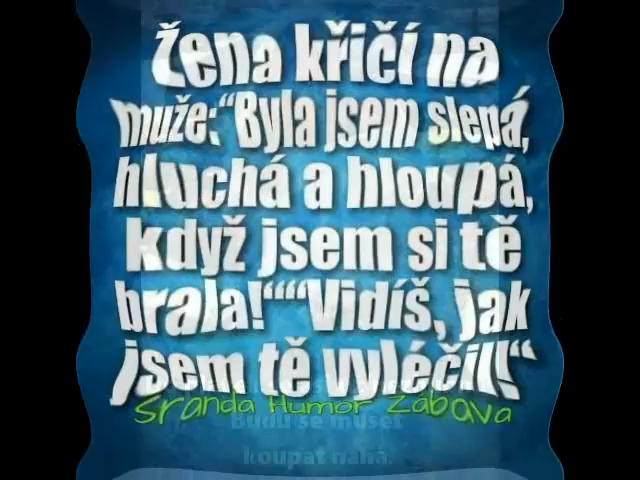 Žena křičí na
muže:“Byla jsem slepá,
hluchá a hloupá,
když jsem si tě
brala!““Vidíš, jak
jsem tě vyléčil!“
Sranda Humor Zábava
Budu se muset
koupat nahá.